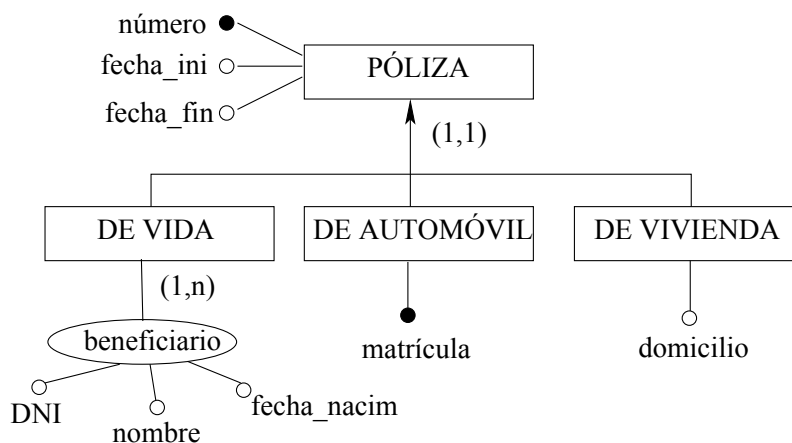 número
PÓLIZA
fecha_ini
fecha_fin
(1,1)
DE VIDA
DE AUTOMÓVIL
DE VIVIENDA
(1,n)
beneficiario
matrícula
domicilio
DNI
fecha_nacim
nombre